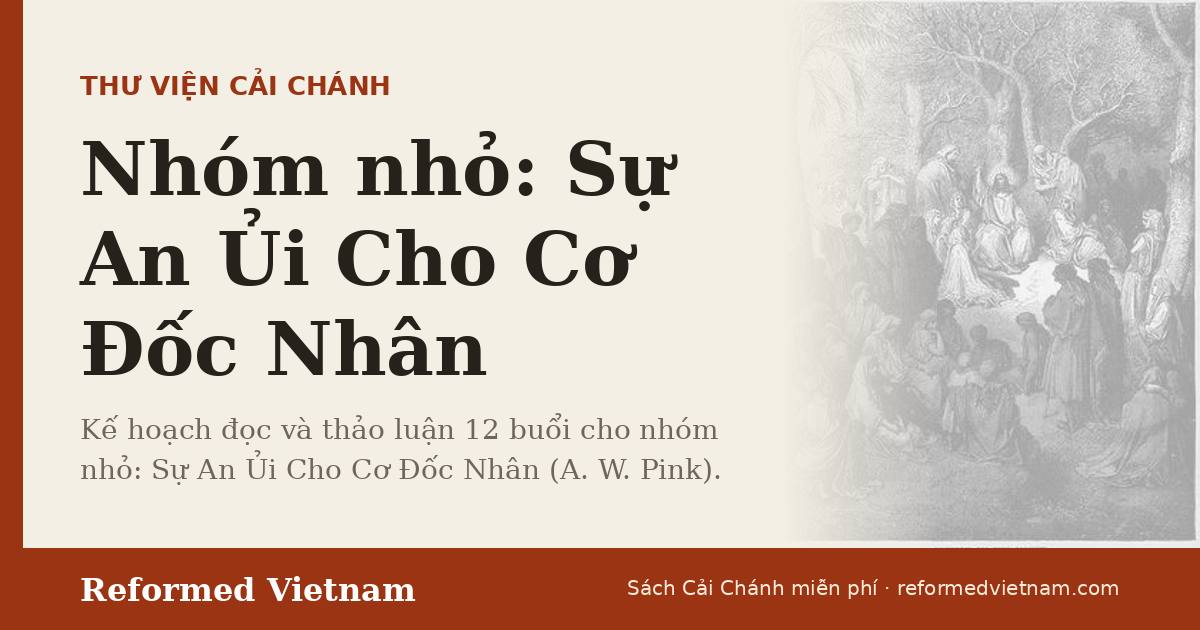 THƯ VIỆN CẢI CHÁNH
Nhóm nhỏ: Sự
An Ủi Cho Cơ
Đốc Nhân
Kế hoạch đọc và thảo luận 12 buổi cho nhóm
nhỏ: Sự An Ủi Cho Cơ Đốc Nhân (A. W. Pink).
Reformed Vietnam
Sách Cải Chánh miễn phí · reformedvietnam.com